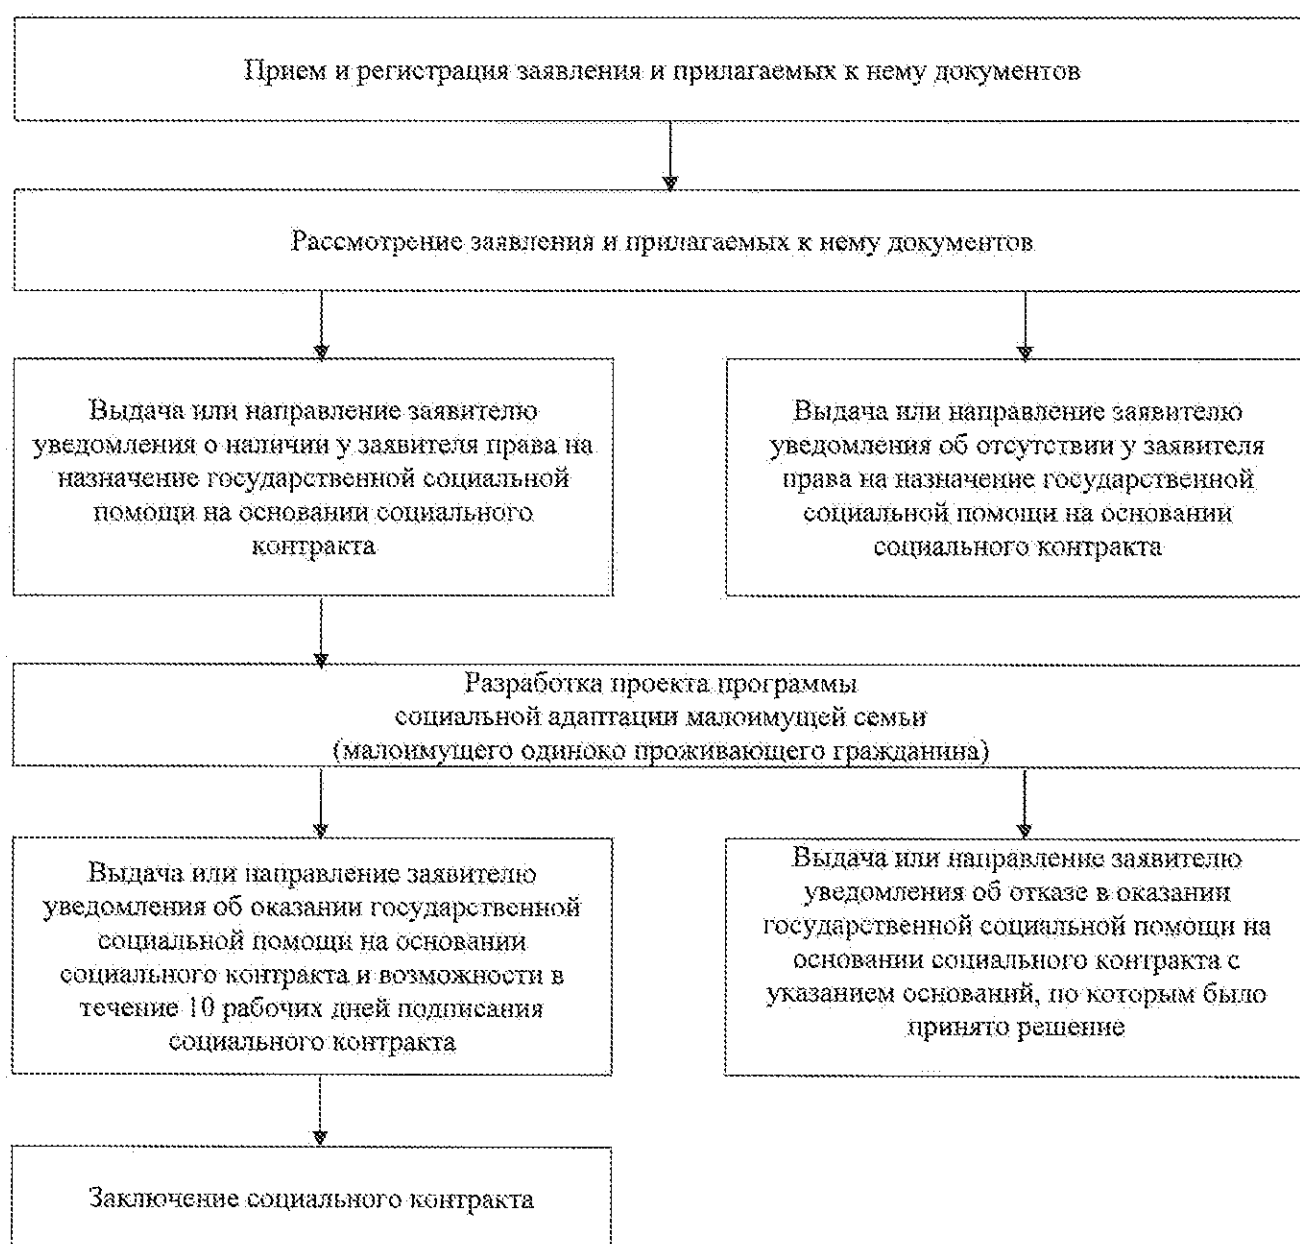 Прием и регистрация заявления и прилагаемых к нему документов
Рассмотрение заявления и прилагаемых к нему документов
Выдача или направление заявителю
уведомления о наличии у заявителя права на
назначение государственной социальной
помощи на основании социального
контракта
Выдача или направление заявителю
уведомления об отсутствии у заявителя
права на назначение государственной
социальной помощи на основании
социального контракта
Разработка проекта программы
социальной адаптации малоимущей семьи
(малоимущего одиноко проживающего гражданина)
Выдача или направление заявителю
уведомления об оказании государственной
социальной помощи на основании
социального контракта и возможности в
течение 10 рабочих дней подписания
социального контракта
Выдача или направление заявителю
уведомления об отказе в оказании
государственной социальной помощи на
основании социального контракта с
указанием оснований, по которым было
принято решение
Заключение социального контракта